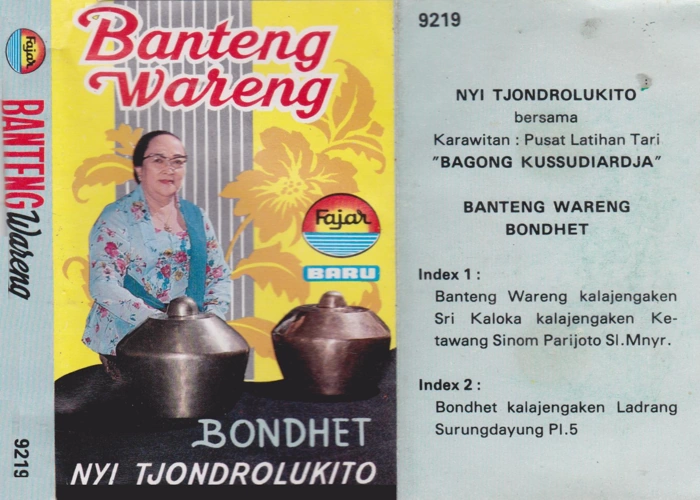 Fajar
BANTENG Wareng
9219
Banteng
Wareng
Fajar
BARU
BONDHET
NYI TJONDROLUKITO
9219
NYI TJONDROLUKITO
bersama
Karawitan : Pusat Latihan Tari
"BAGONG KUSSUDIARDJA"
BANTENG WARENG
BONDHET
Index 1 :
Banteng Wareng kalajengaken
Sri Kaloka kalajengaken Ke-
tawang Sinom Parijoto Sl.Mnyr.
Index 2 :
Bondhet kalajengaken Ladrang
Surungdayung Pl.5